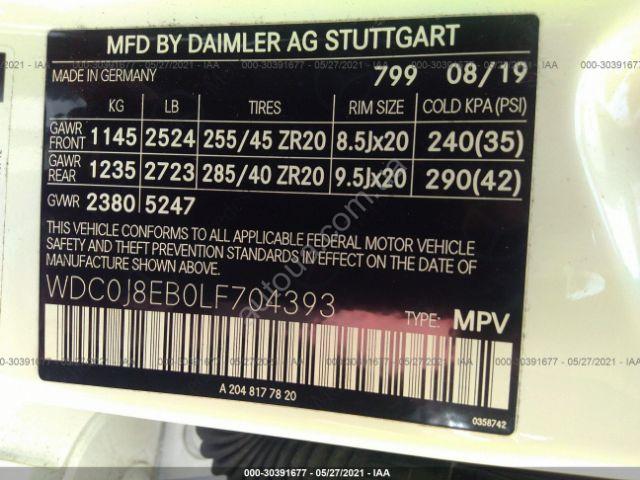 MFD BY DAIMLER AG STUTTGART
MADE IN GERMANY 799 08/19
KG LB TIRES RIM SIZE COLD KPA (PSI)
GAWR FRONT 1145 2524 255/45 ZR20 8.5Jx20 240(35)
GAWR REAR 1235 2723 285/40 ZR20 9.5Jx20 290(42)
GVWR 2380 5247
THIS VEHICLE CONFORMS TO ALL APPLICABLE FEDERAL MOTOR VEHICLE
SAFETY AND THEFT PREVENTION STANDARDS IN EFFECT ON THE DATE OF
MANUFACTURE SHOWN ABOVE.
WDC0J8EB0LF704393
TYPE: MPV
A 204 817 78 20
0358742
000-30391677 - 05/27/2021 - IAA
autoua.com.ua